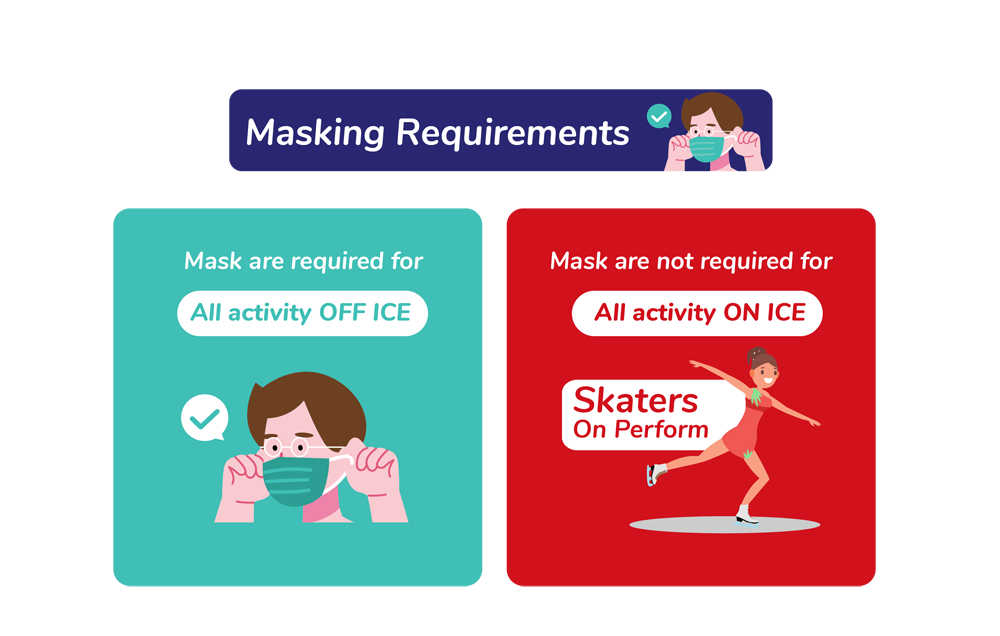 Masking Requirements
Mask are required for
All activity OFF ICE
Mask are not required for
All activity ON ICE
Skaters
On Perform